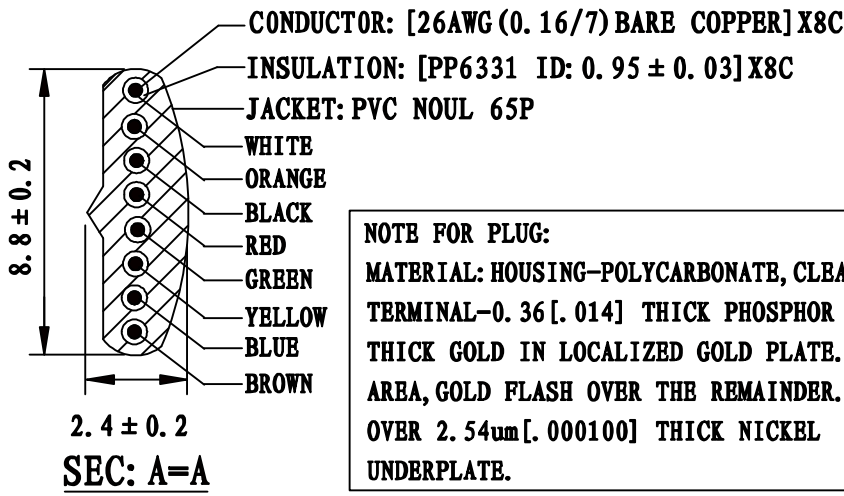 CONDUCTOR: [26AWG(0.16/7)BARE COPPER]X8C
INSULATION: [PP6331 ID: 0.95±0.03]X8C
JACKET: PVC NOUL 65P
WHITE
ORANGE
BLACK
RED
GREEN
YELLOW
BLUE
BROWN
8.8±0.2
2.4±0.2
SEC: A=A
NOTE FOR PLUG:
MATERIAL: HOUSING-POLYCARBONATE, CLEA
TERMINAL-0.36[.014] THICK PHOSPHOR
THICK GOLD IN LOCALIZED GOLD PLATE.
AREA, GOLD FLASH OVER THE REMAINDER.
OVER 2.54um[.000100] THICK NICKEL
UNDERPLATE.